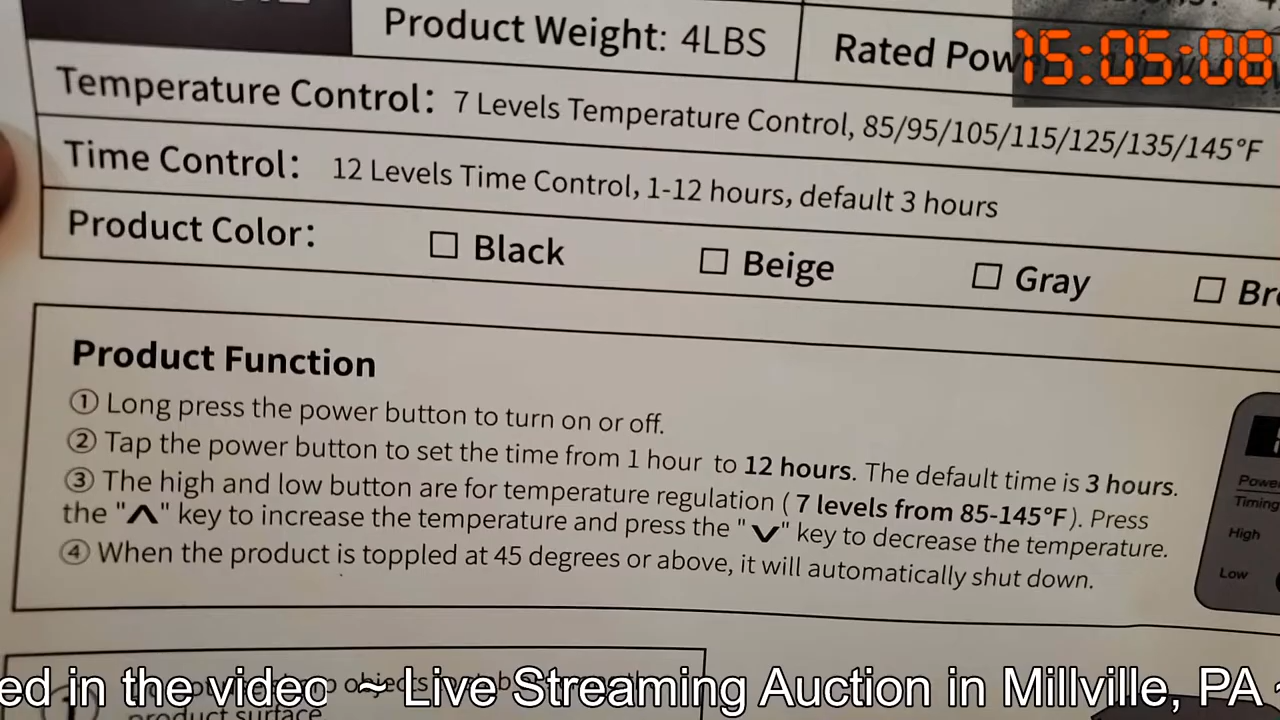 Product Weight: 4LBS
Rated Pow
15:05:08
Temperature Control: 7 Levels Temperature Control, 85/95/105/115/125/135/145°F
Time Control: 12 Levels Time Control, 1-12 hours, default 3 hours
Product Color: □ Black □ Beige □ Gray □ Br
Product Function
① Long press the power button to turn on or off.
② Tap the power button to set the time from 1 hour to 12 hours. The default time is 3 hours.
③ The high and low button are for temperature regulation ( 7 levels from 85-145°F). Press
the "∧" key to increase the temperature and press the "∨" key to decrease the temperature.
④ When the product is toppled at 45 degrees or above, it will automatically shut down.
Power
Timing
High
Low
ed in the video ~ Live Streaming Auction in Millville, PA ~
product surface